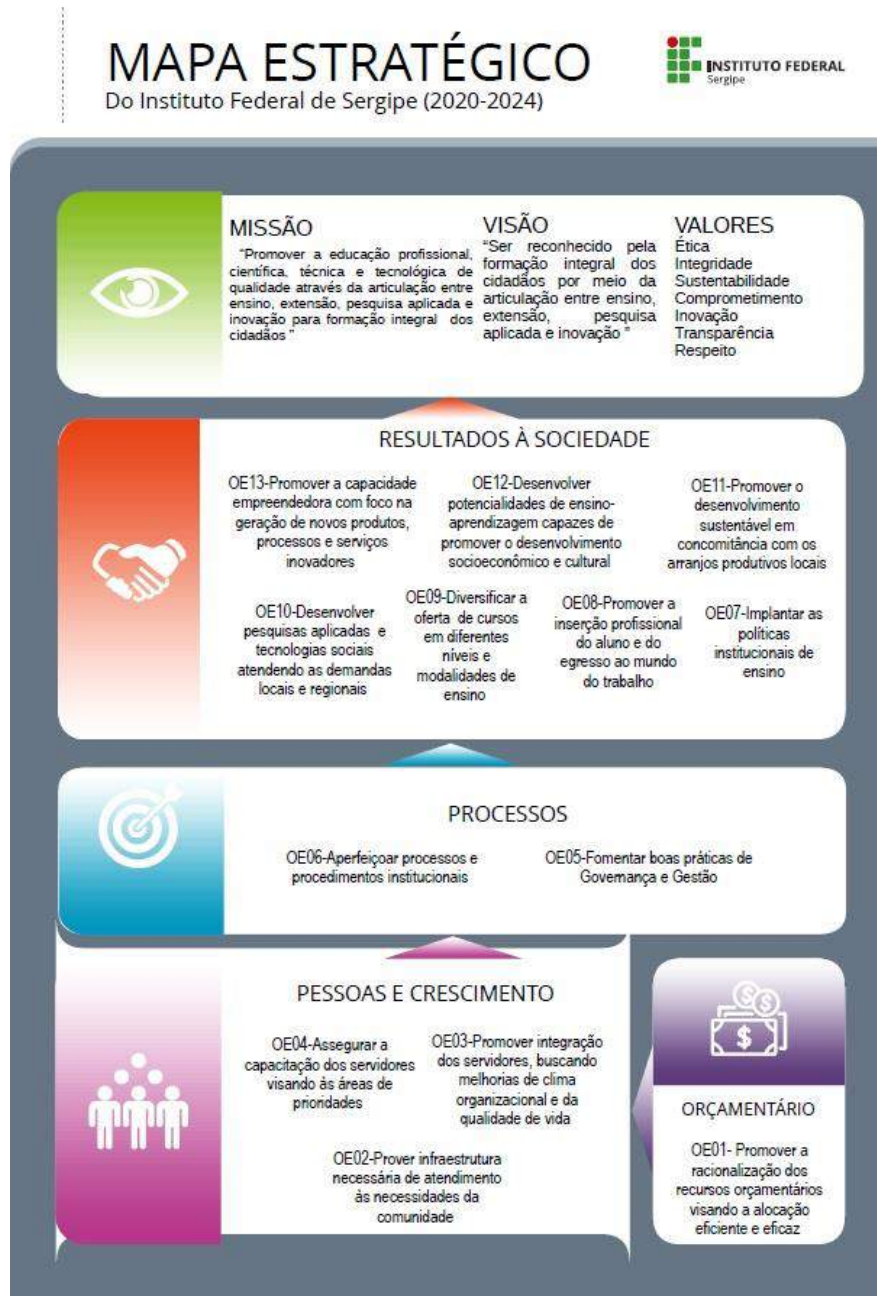 MAPA ESTRATÉGICO
Do Instituto Federal de Sergipe (2020-2024)
INSTITUTO FEDERAL
Sergipe
MISSÃO
"Promover a educação profissional,
científica, técnica e tecnológica de
qualidade através da articulação entre
ensino, extensão, pesquisa aplicada e
inovação para formação integral dos
cidadãos "
VISÃO
"Ser reconhecido pela
formação integral dos
cidadãos por meio da
articulação entre ensino,
extensão, pesquisa
aplicada e inovação "
VALORES
Ética
Integridade
Sustentabilidade
Comprometimento
Inovação
Transparência
Respeito
RESULTADOS À SOCIEDADE
OE13-Promover a capacidade
empreendedora com foco na
geração de novos produtos,
processos e serviços
inovadores
OE12-Desenvolver
potencialidades de ensino-
aprendizagem capazes de
promover o desenvolvimento
socioeconômico e cultural
OE11-Promover o
desenvolvimento
sustentável em
concomitância com os
arranjos produtivos locais
OE10-Desenvolver
pesquisas aplicadas e
tecnologias sociais
atendendo as demandas
locais e regionais
OE09-Diversificar a
oferta de cursos
em diferentes
níveis e
modalidades de
ensino
OE08-Promover a
inserção profissional
do aluno e do
egresso ao mundo
do trabalho
OE07-Implantar as
políticas
institucionais de
ensino
PROCESSOS
OE06-Aperfeiçoar processos e
procedimentos institucionais
OE05-Fomentar boas práticas de
Governança e Gestão
PESSOAS E CRESCIMENTO
OE04-Assegurar a
capacitação dos servidores
visando às áreas de
prioridades
OE03-Promover integração
dos servidores, buscando
melhorias de clima
organizacional e da
qualidade de vida
OE02-Prover infraestrutura
necessária de atendimento
às necessidades da
comunidade
ORÇAMENTÁRIO
OE01- Promover a
racionalização dos
recursos orçamentários
visando a alocação
eficiente e eficaz